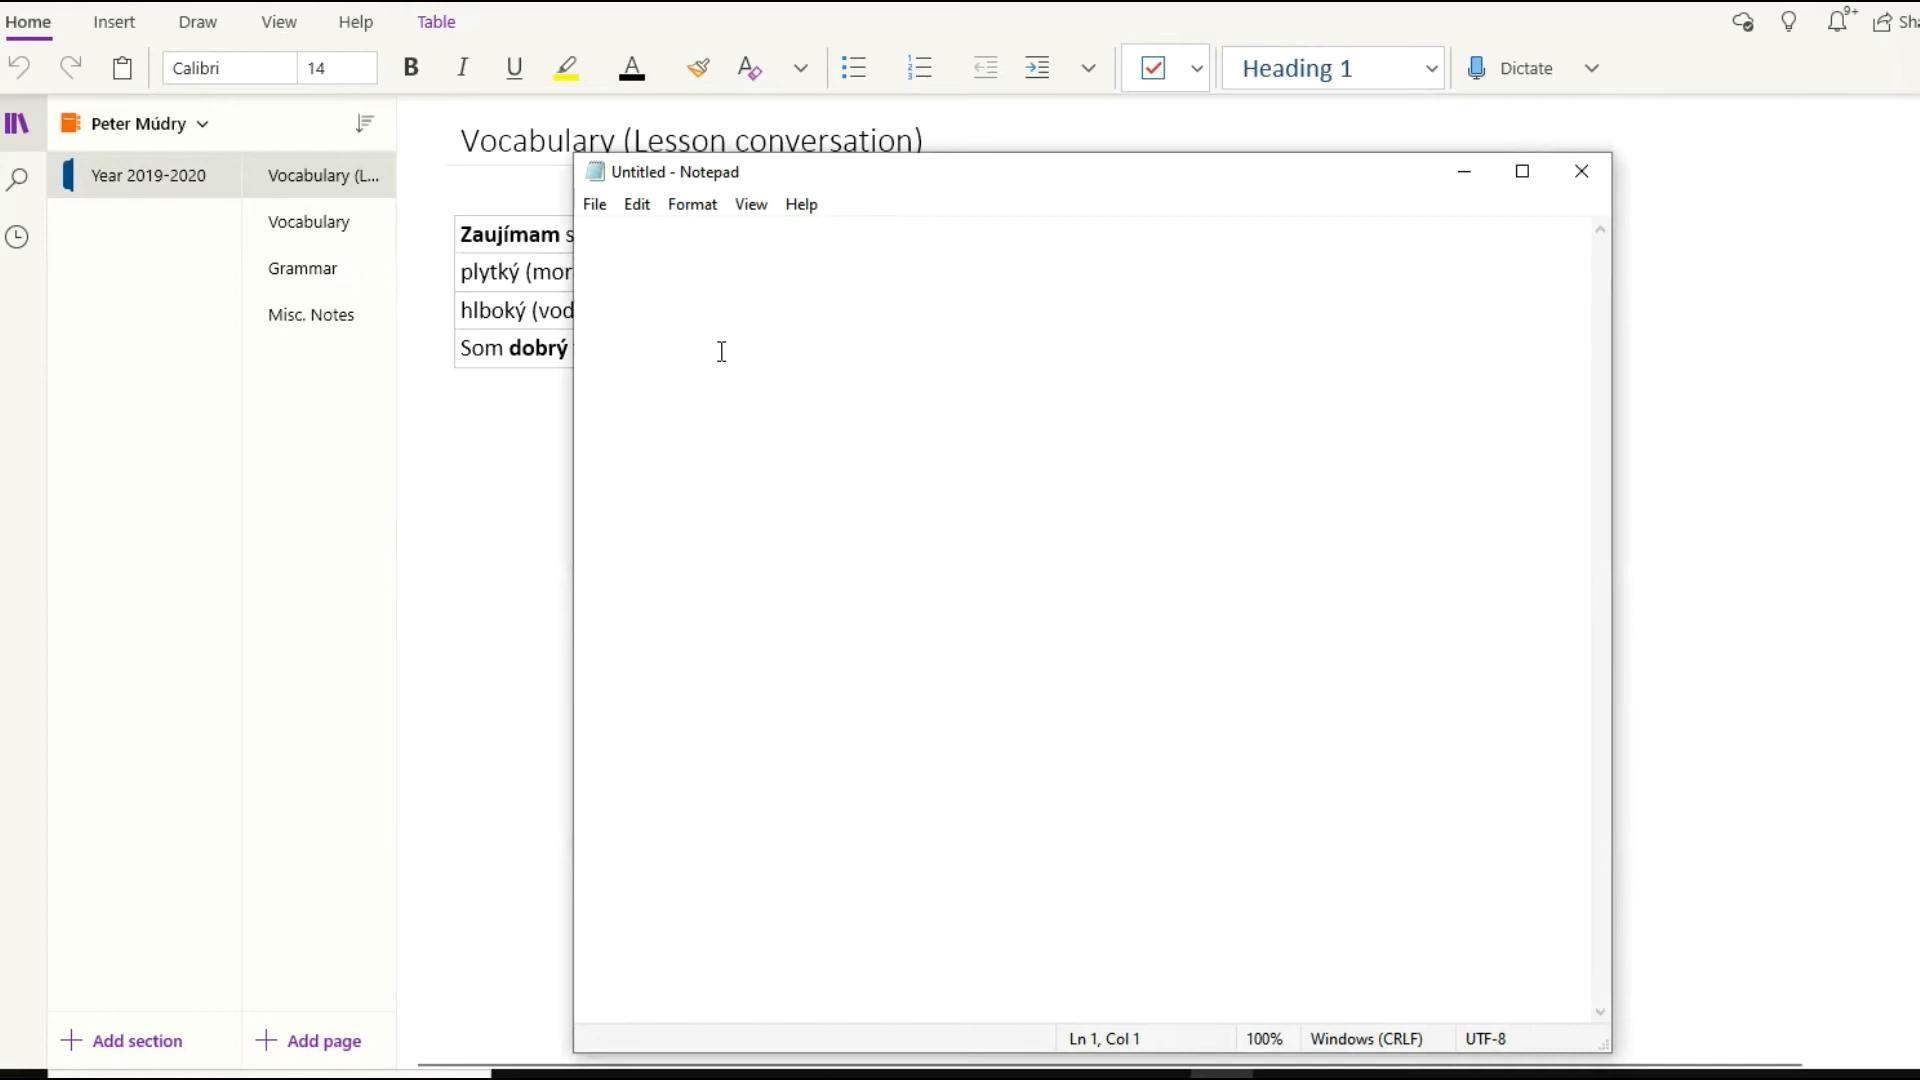 Home Insert Draw View Help Table
9+
Calibri 14 B I U A Heading 1 Dictate
Peter Múdry
Year 2019-2020
Vocabulary (L...
Vocabulary
Grammar
Misc. Notes
Add section
Add page
Vocabulary (Lesson conversation)
Zaujímam s
plytký (mor
hlboký (vod
Som dobrý
Untitled - Notepad
File Edit Format View Help
Ln 1, Col 1 100% Windows (CRLF) UTF-8